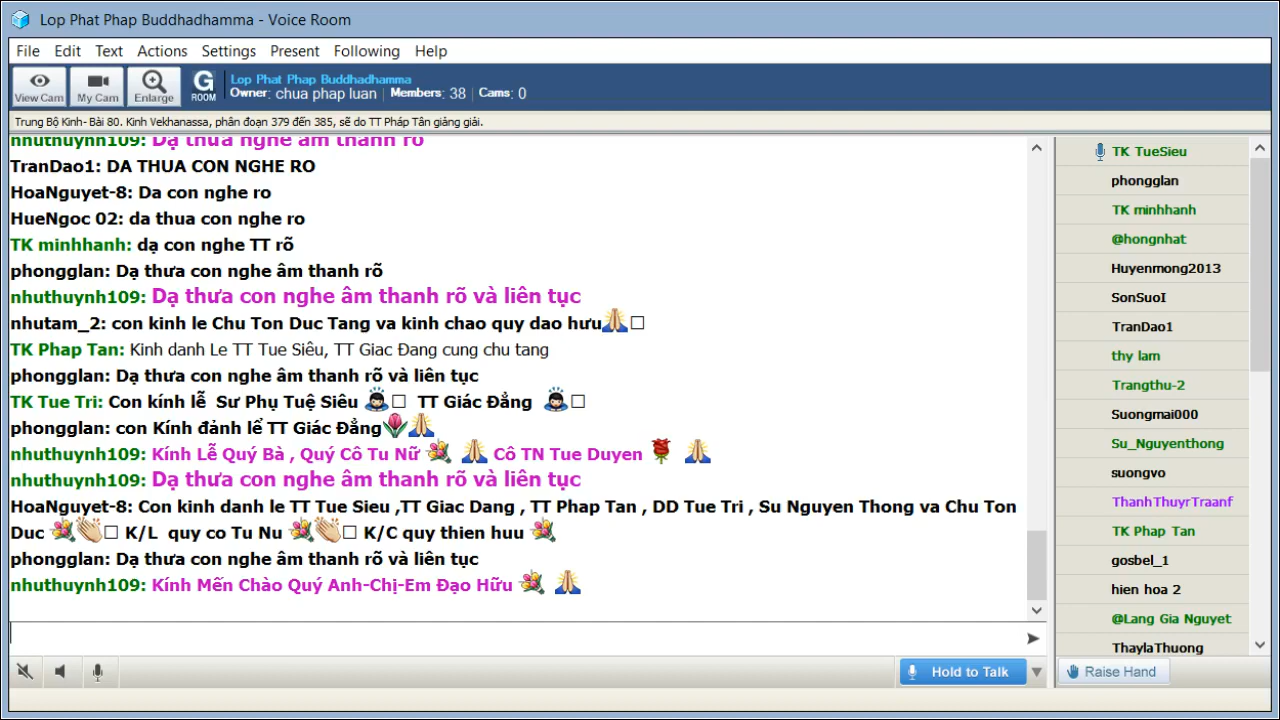 Lop Phat Phap Buddhadhamma - Voice Room
File Edit Text Actions Settings Present Following Help
View Cam My Cam Enlarge G ROOM
Lop Phat Phap Buddhadhamma
Owner: chua phap luan Members: 38 Cams: 0
Trung Bộ Kinh- Bài 80. Kinh Vekhanassa, phân đoạn 379 đến 385, sẽ do TT Pháp Tân giảng giải.
nhuthuynh109: Dạ thưa nghe âm thanh rõ
TranDao1: DA THUA CON NGHE RO
HoaNguyet-8: Da con nghe ro
HueNgoc 02: da thua con nghe ro
TK minhhanh: dạ con nghe TT rõ
phongglan: Dạ thưa con nghe âm thanh rõ
nhuthuynh109: Dạ thưa con nghe âm thanh rõ và liên tục
nhutam_2: con kinh le Chu Ton Duc Tang va kinh chao quy dao hưu🙏□
TK Phap Tan: Kinh danh Le TT Tue Siêu, TT Giac Đang cung chu tang
phongglan: Dạ thưa con nghe âm thanh rõ và liên tục
TK Tue Tri: Con kính lễ Sư Phụ Tuệ Siêu 🙇□ TT Giác Đẳng 🙇□
phongglan: con Kính đảnh lể TT Giác Đẳng🌷🙏
nhuthuynh109: Kính Lễ Quý Bà , Quý Cô Tu Nữ 💐 🙏 Cô TN Tue Duyen 🌹 🙏
nhuthuynh109: Dạ thưa con nghe âm thanh rõ và liên tục
HoaNguyet-8: Con kinh danh le TT Tue Sieu ,TT Giac Dang , TT Phap Tan , DD Tue Tri , Su Nguyen Thong va Chu Ton
Duc 💐👏□ K/L quy co Tu Nu 💐👏□ K/C quy thien huu 💐
phongglan: Dạ thưa con nghe âm thanh rõ và liên tục
nhuthuynh109: Kính Mến Chào Quý Anh-Chị-Em Đạo Hữu 💐 🙏
TK TueSieu
phongglan
TK minhhanh
@hongnhat
Huyenmong2013
SonSuoI
TranDao1
thy lam
Trangthu-2
Suongmai000
Su_Nguyenthong
suongvo
ThanhThuyrTraanf
TK Phap Tan
gosbel_1
hien hoa 2
@Lang Gia Nguyet
ThaylaThuong
Hold to Talk
Raise Hand